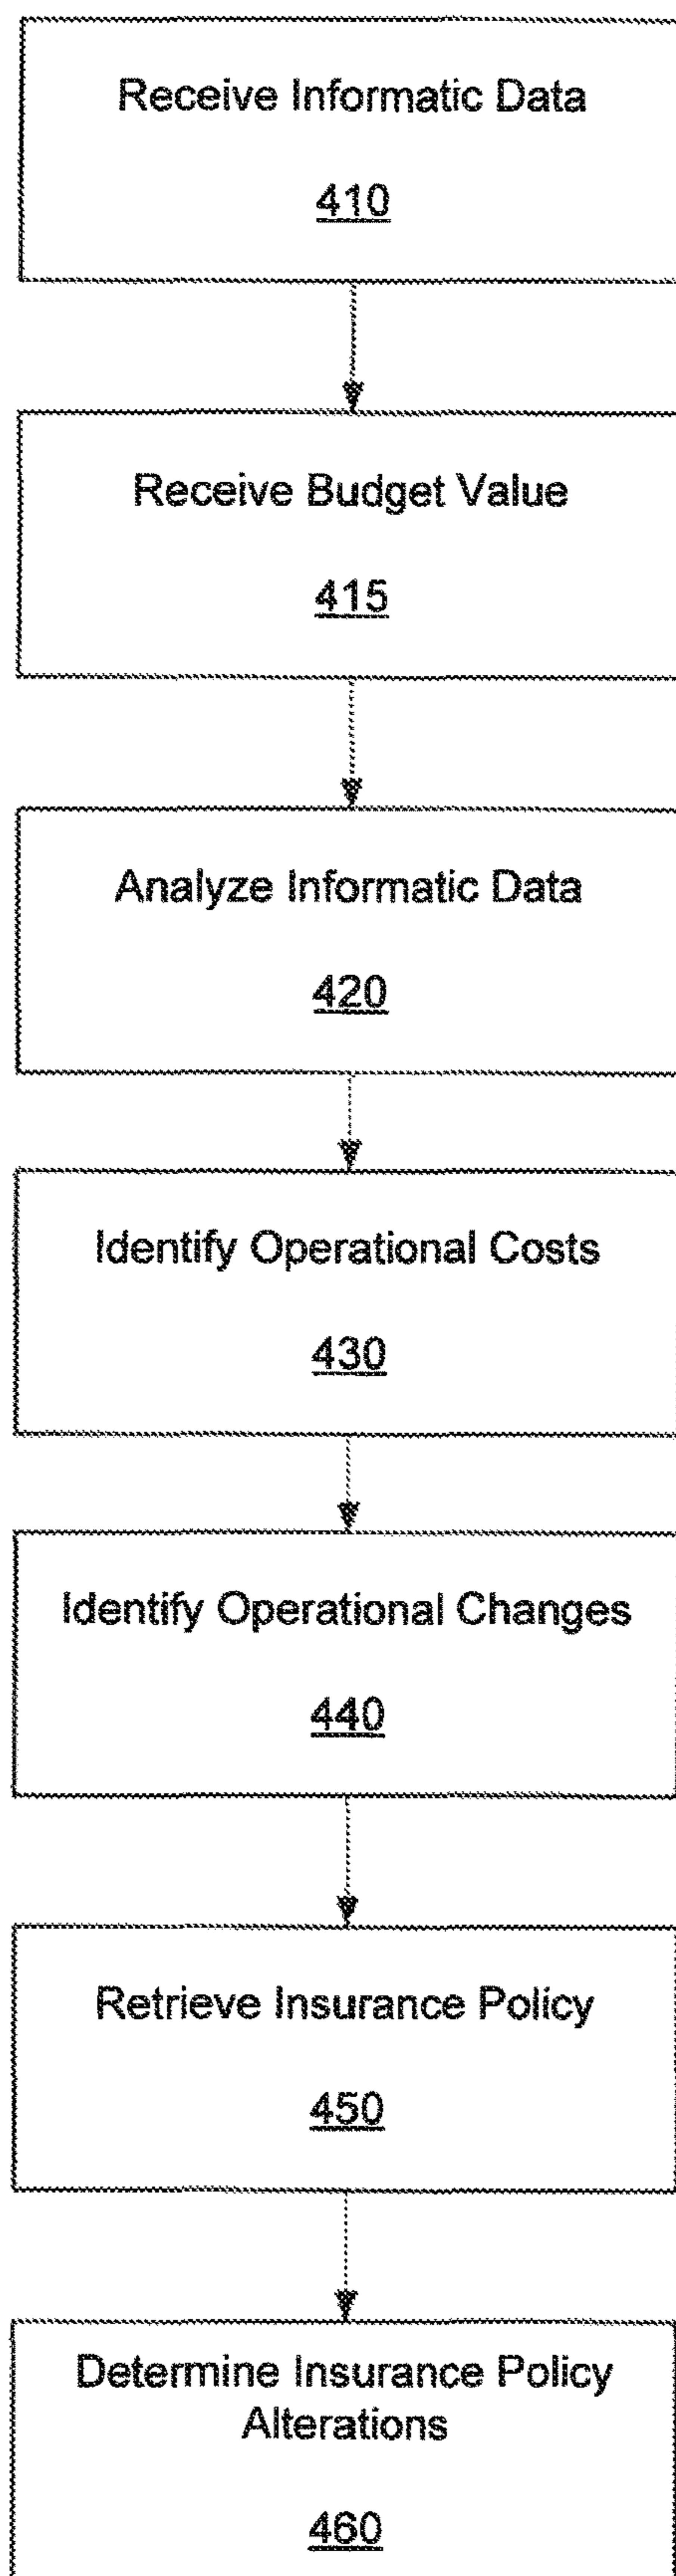 Receive Informatic Data
410
Receive Budget Value
415
Analyze Informatic Data
420
Identify Operational Costs
430
Identify Operational Changes
440
Retrieve Insurance Policy
450
Determine Insurance Policy
Alterations
460